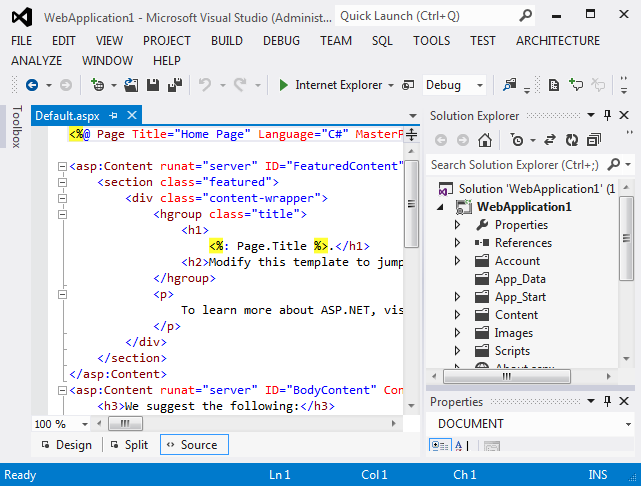 WebApplication1 - Microsoft Visual Studio (Administ...
Quick Launch (Ctrl+Q)
FILE EDIT VIEW PROJECT BUILD DEBUG TEAM SQL TOOLS TEST ARCHITECTURE
ANALYZE WINDOW HELP
Internet Explorer Debug
Toolbox
Default.aspx
<%@ Page Title="Home Page" Language="C#" MasterP
<asp:Content runat="server" ID="FeaturedContent"
<section class="featured">
<div class="content-wrapper">
<hgroup class="title">
<h1>
<%: Page.Title %>.</h1>
<h2>Modify this template to jump
</hgroup>
<p>
To learn more about ASP.NET, vis
</p>
</div>
</section>
</asp:Content>
<asp:Content runat="server" ID="BodyContent" Con
<h3>We suggest the following:</h3>
100 %
Design Split Source
Solution Explorer
Search Solution Explorer (Ctrl+;)
Solution 'WebApplication1' (1
WebApplication1
Properties
References
Account
App_Data
App_Start
Content
Images
Scripts
About.aspx
Properties
DOCUMENT
Ready Ln 1 Col 1 Ch 1 INS